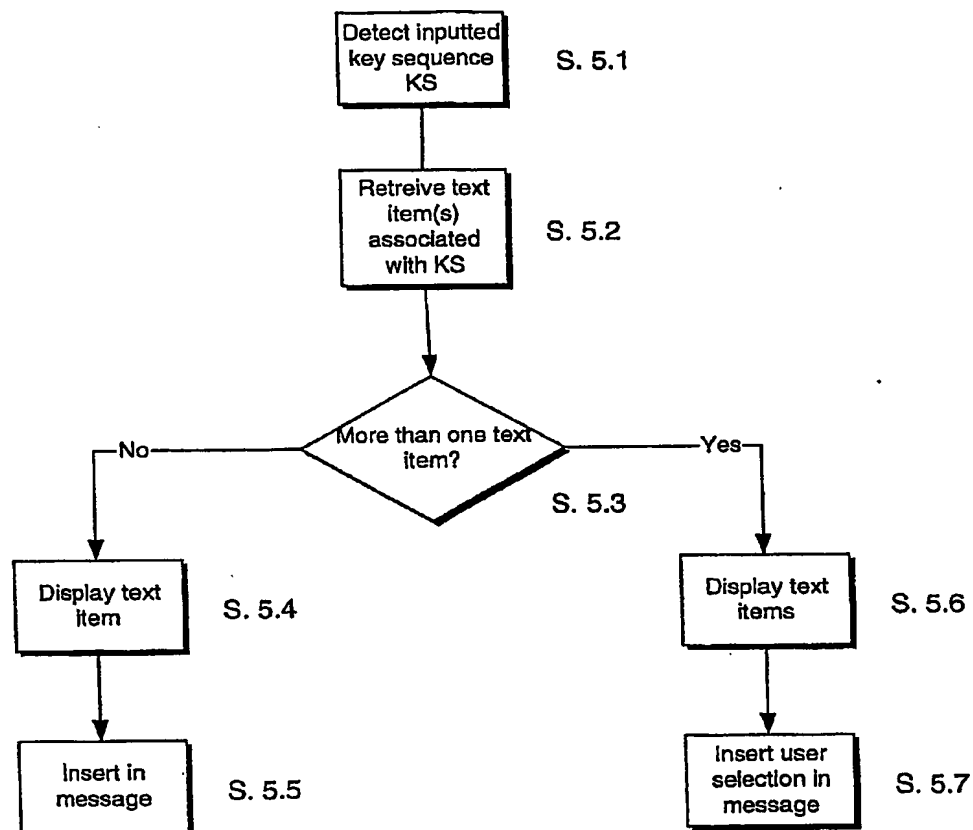 Detect inputted
key sequence
KS
S. 5.1
Retreive text
item(s)
associated
with KS
S. 5.2
More than one text
item?
No
Yes
S. 5.3
Display text
item
S. 5.4
Display text
items
S. 5.6
Insert in
message
S. 5.5
Insert user
selection in
message
S. 5.7